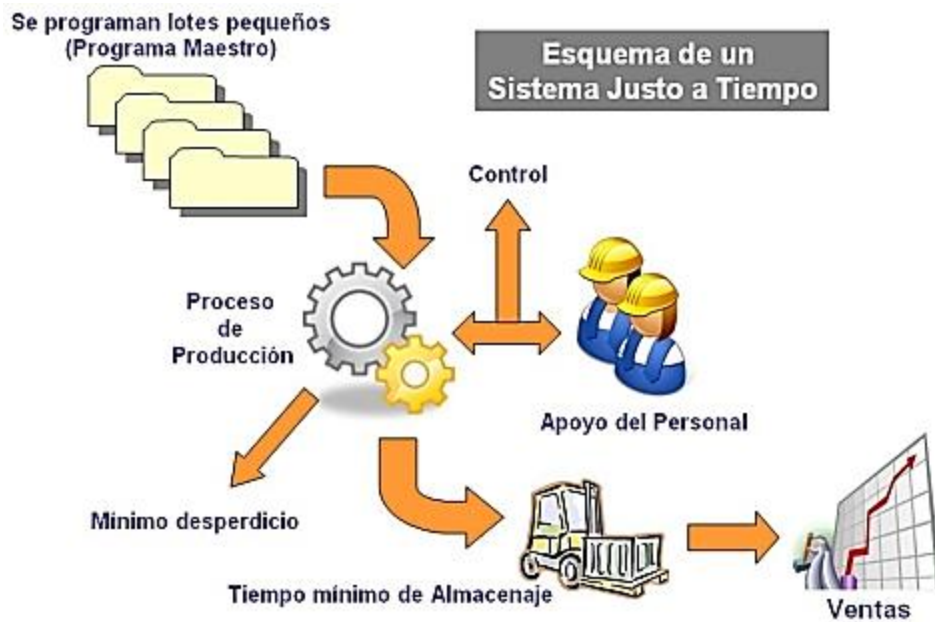 Se programan lotes pequeños
(Programa Maestro)
Esquema de un
Sistema Justo a Tiempo
Control
Proceso
de
Producción
Apoyo del Personal
Mínimo desperdicio
Tiempo mínimo de Almacenaje
Ventas